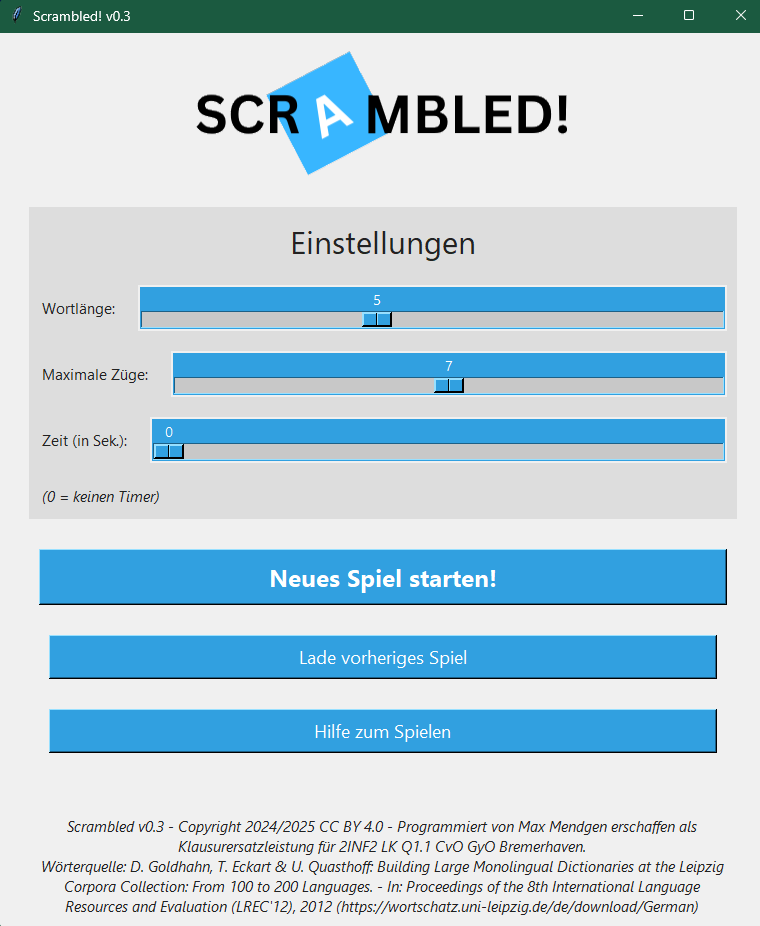 Scrambled! v0.3
SCRAMBLED!
Einstellungen
5
Wortlänge:
7
Maximale Züge:
0
Zeit (in Sek.):
(0 = keinen Timer)
Neues Spiel starten!
Lade vorheriges Spiel
Hilfe zum Spielen
Scrambled v0.3 - Copyright 2024/2025 CC BY 4.0 - Programmiert von Max Mendgen erschaffen als
Klausurersatzleistung für 2INF2 LK Q1.1 CvO GyO Bremerhaven.
Wörterquelle: D. Goldhahn, T. Eckart & U. Quasthoff: Building Large Monolingual Dictionaries at the Leipzig
Corpora Collection: From 100 to 200 Languages. - In: Proceedings of the 8th International Language
Resources and Evaluation (LREC'12), 2012 (https://wortschatz.uni-leipzig.de/de/download/German)